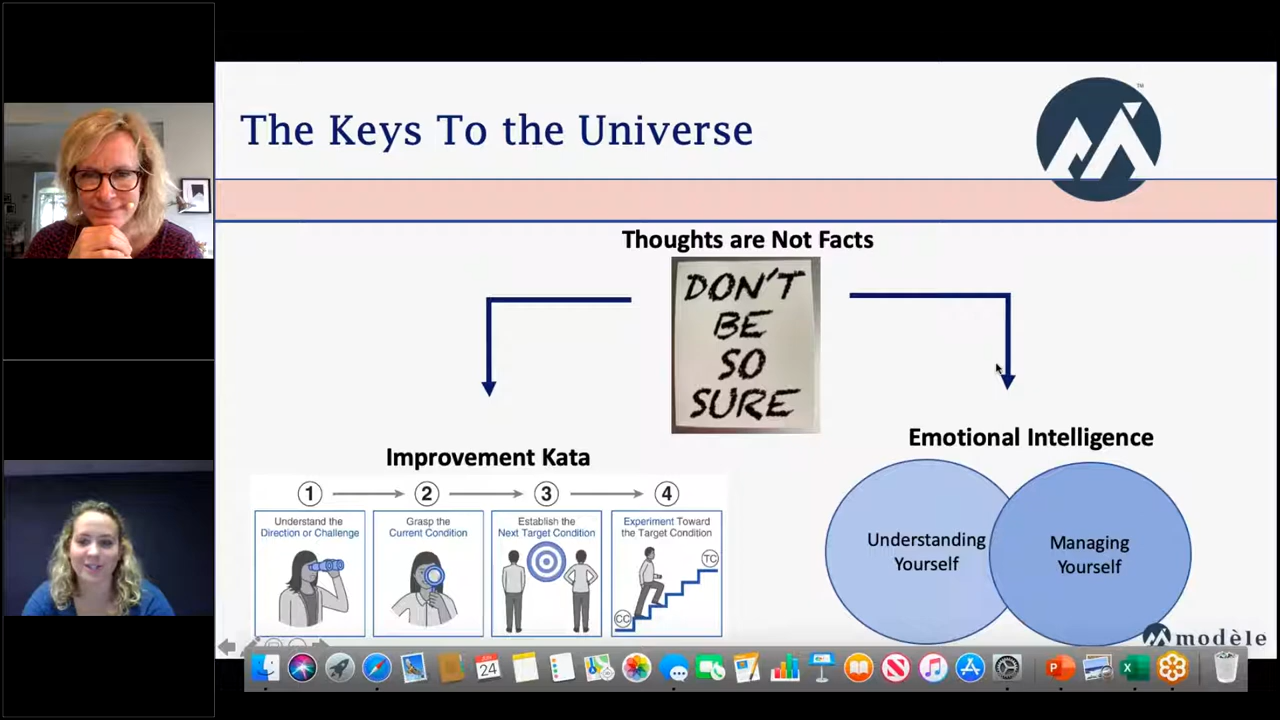 The Keys To the Universe
TM
Thoughts are Not Facts
DON'T
BE
SO
SURE
Improvement Kata
1
2
3
4
Understand the
Direction or Challenge
Grasp the
Current Condition
Establish the
Next Target Condition
Experiment Toward
the Target Condition
TC
CC
Emotional Intelligence
Understanding
Yourself
Managing
Yourself
modèle
24